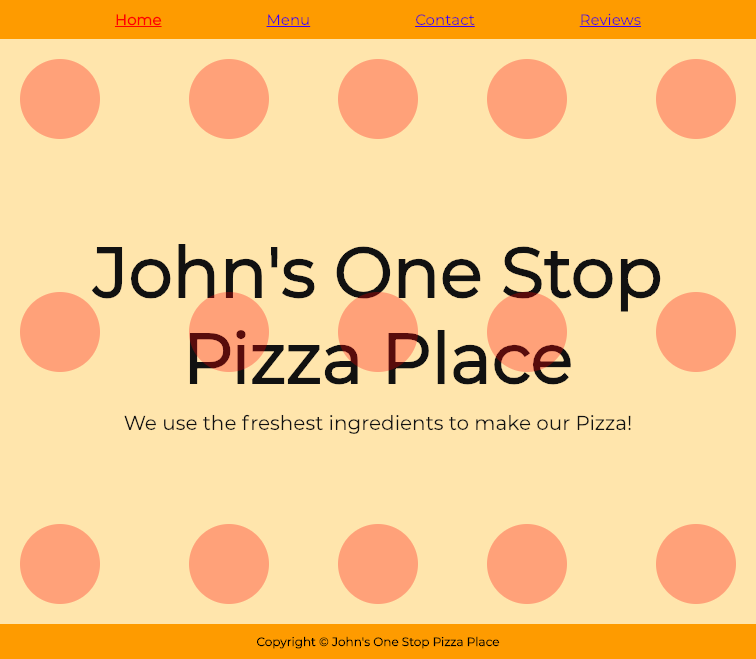 Home Menu Contact Reviews
John's One Stop
Pizza Place
We use the freshest ingredients to make our Pizza!
Copyright © John's One Stop Pizza Place